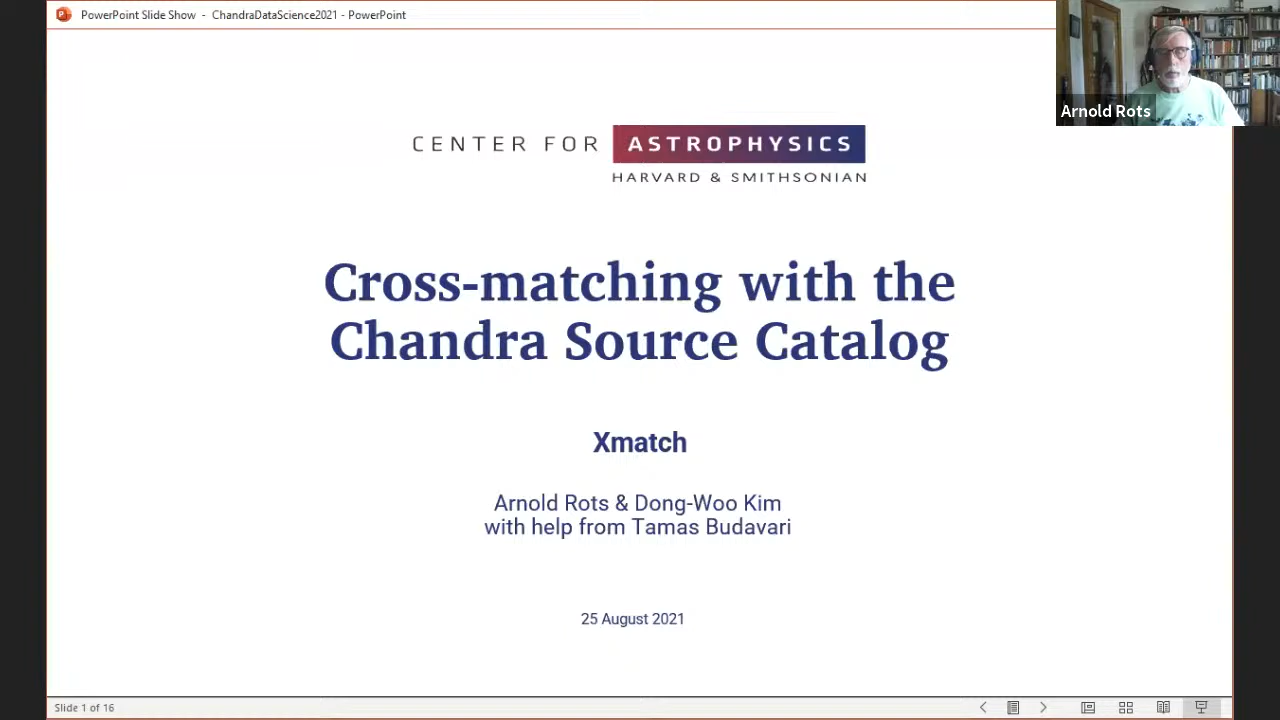 PowerPoint Slide Show - ChandraDataScience2021 - PowerPoint
Arnold Rots
CENTER FOR ASTROPHYSICS
HARVARD & SMITHSONIAN
Cross-matching with the
Chandra Source Catalog
Xmatch
Arnold Rots & Dong-Woo Kim
with help from Tamas Budavari
25 August 2021
Slide 1 of 16